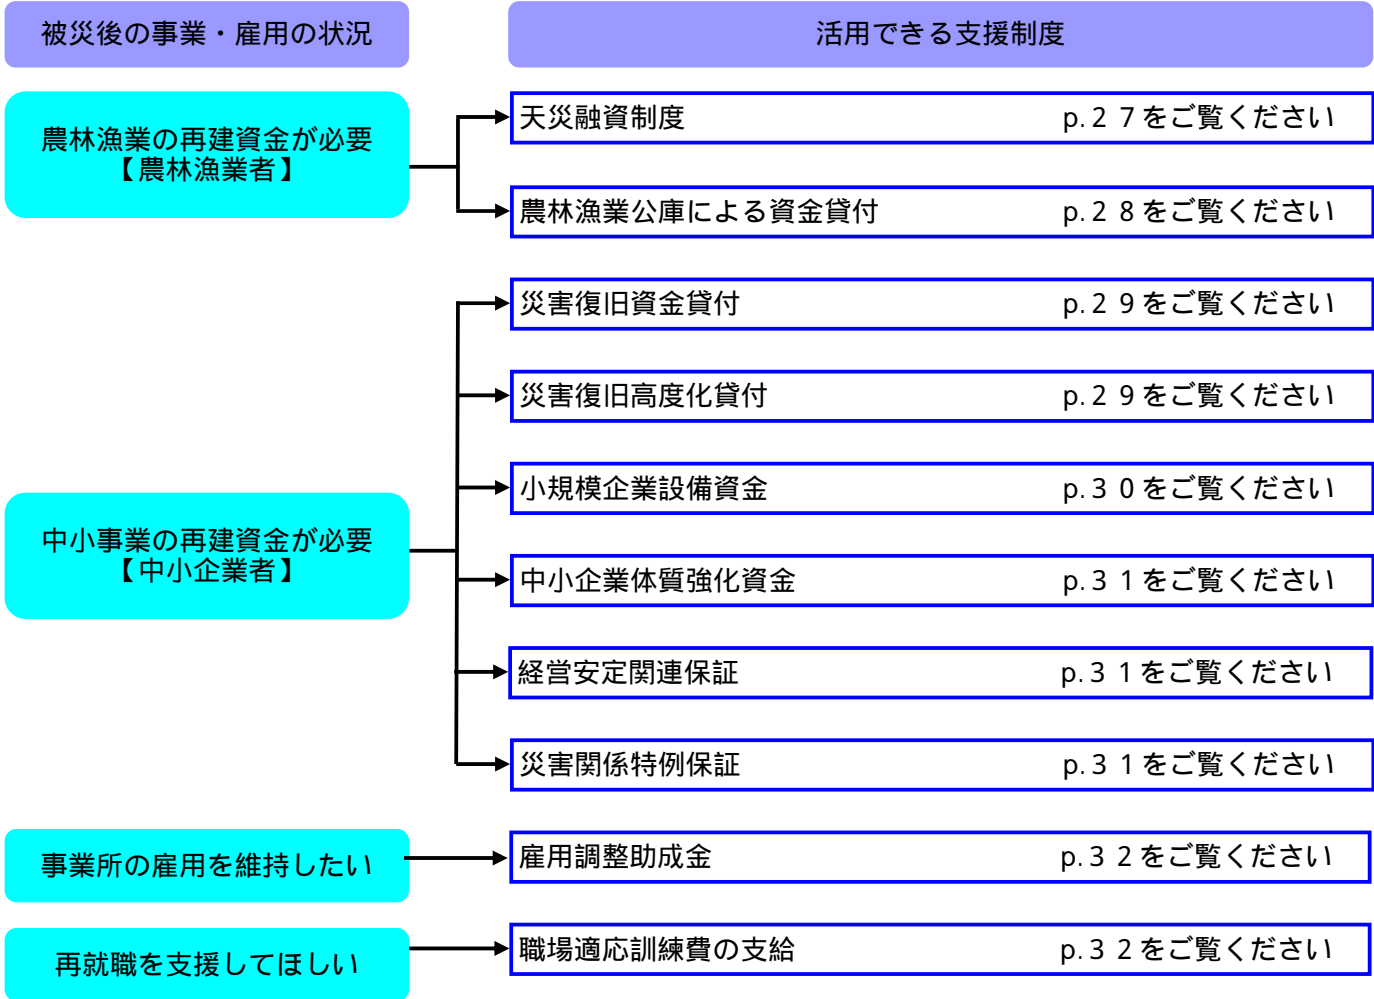 被災後の事業・雇用の状況
活用できる支援制度
農林漁業の再建資金が必要
【農林漁業者】
天災融資制度 p.27をご覧ください
農林漁業公庫による資金貸付 p.28をご覧ください
中小事業の再建資金が必要
【中小企業者】
災害復旧資金貸付 p.29をご覧ください
災害復旧高度化貸付 p.29をご覧ください
小規模企業設備資金 p.30をご覧ください
中小企業体質強化資金 p.31をご覧ください
経営安定関連保証 p.31をご覧ください
災害関係特例保証 p.31をご覧ください
事業所の雇用を維持したい
雇用調整助成金 p.32をご覧ください
再就職を支援してほしい
職場適応訓練費の支給 p.32をご覧ください